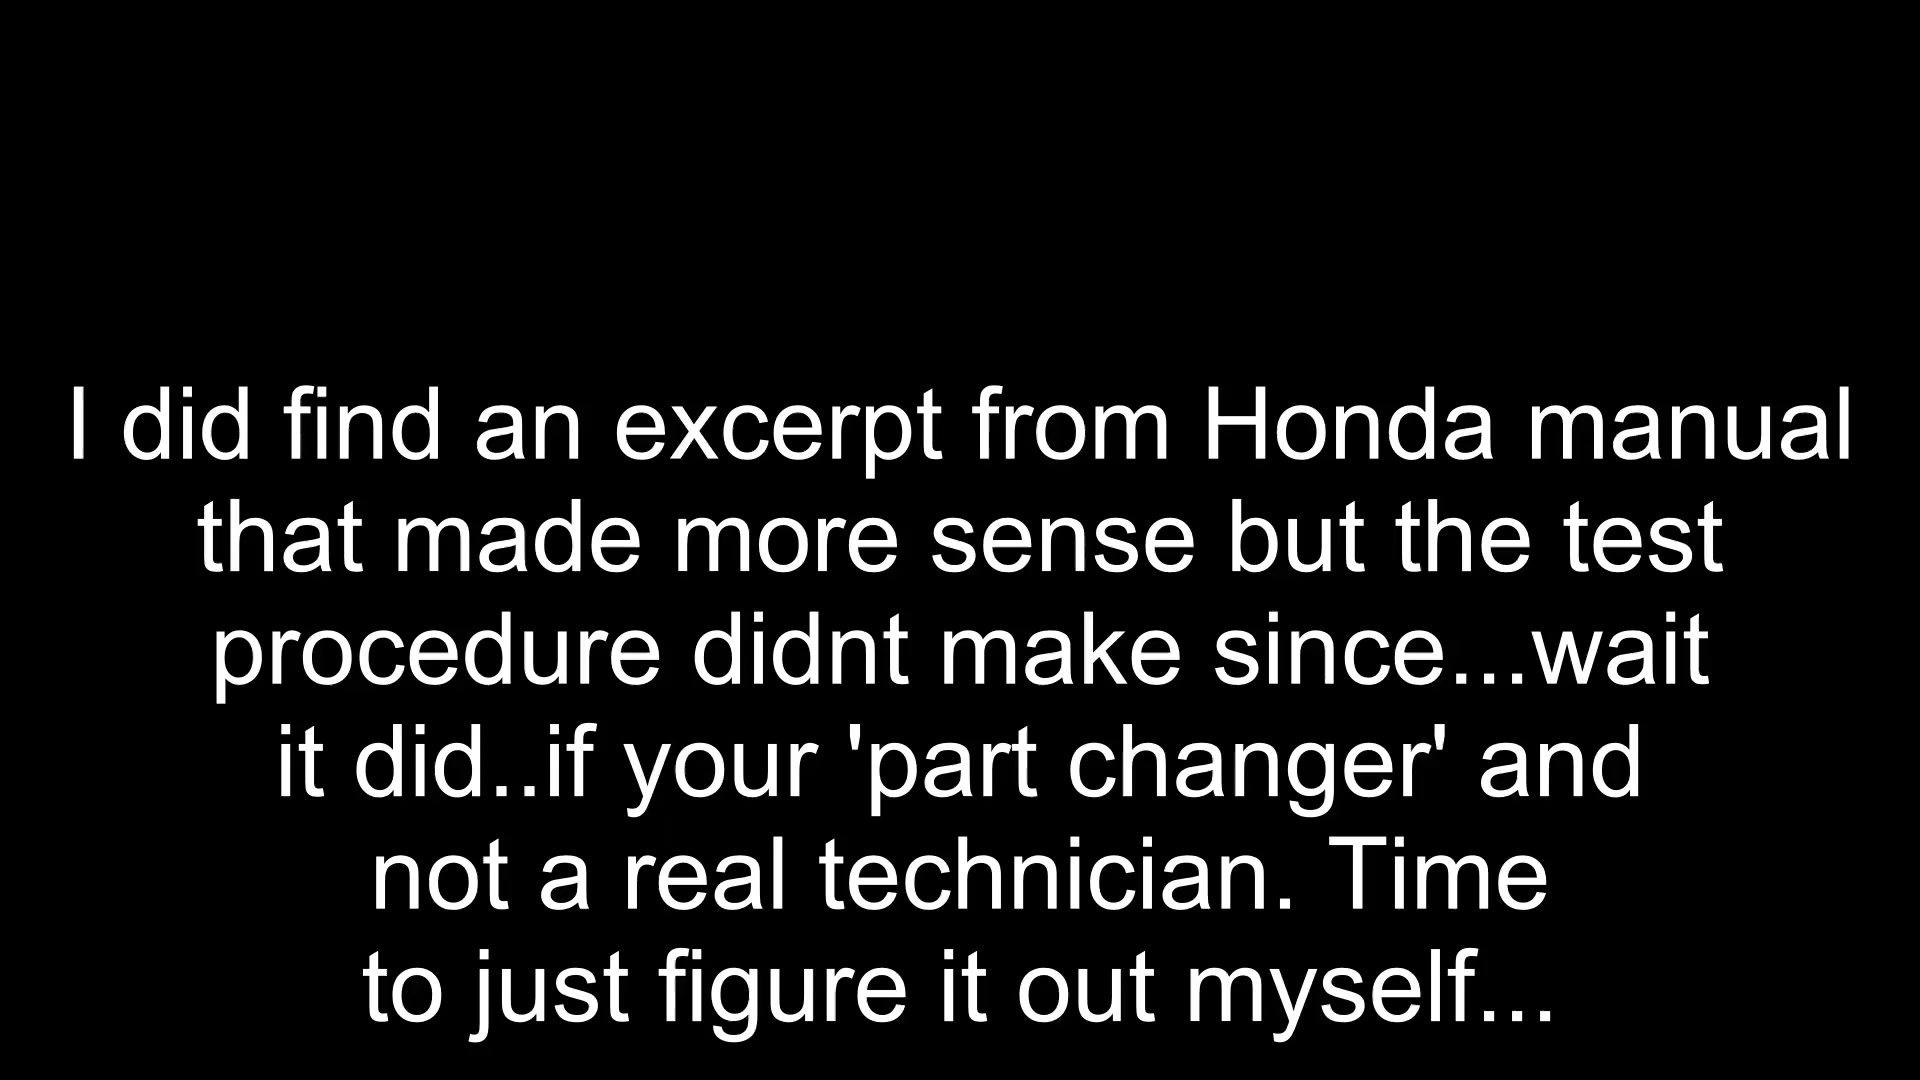 I did find an excerpt from Honda manual
that made more sense but the test
procedure didnt make since...wait
it did..if your 'part changer' and
not a real technician. Time
to just figure it out myself...